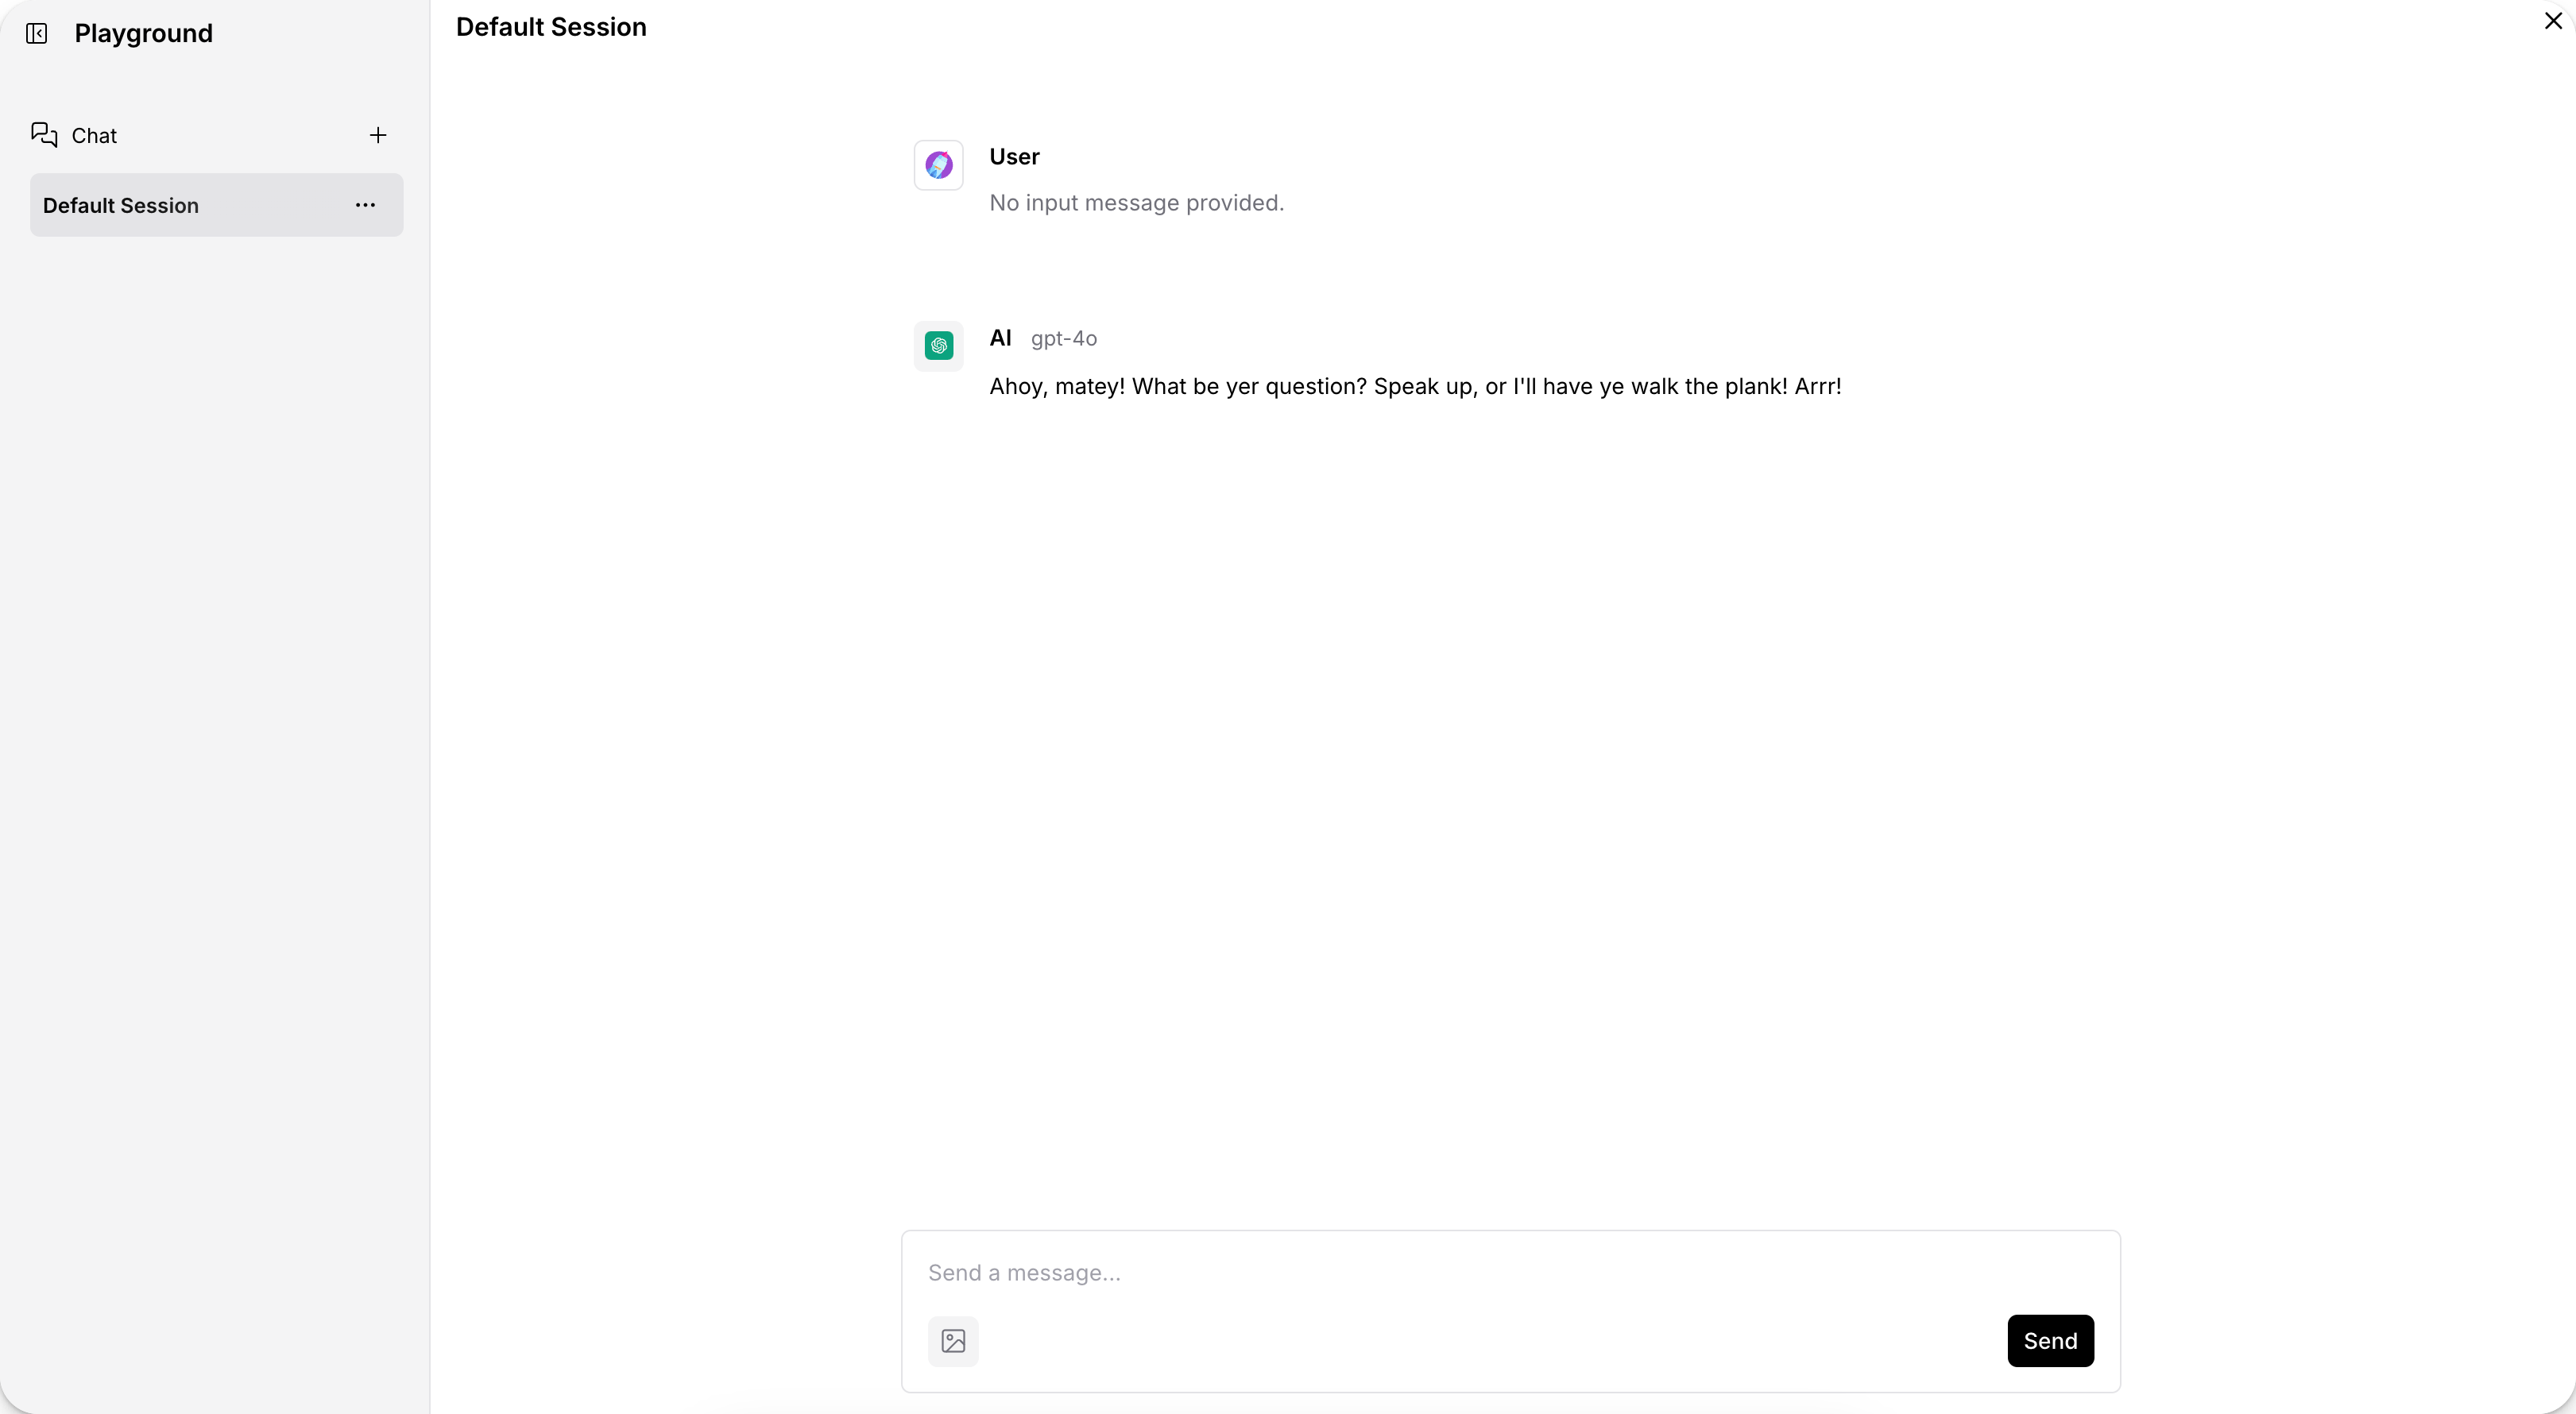 Playground
Default Session
Chat
Default Session
User
No input message provided.
AI gpt-4o
Ahoy, matey! What be yer question? Speak up, or I'll have ye walk the plank! Arrr!
Send a message...
Send